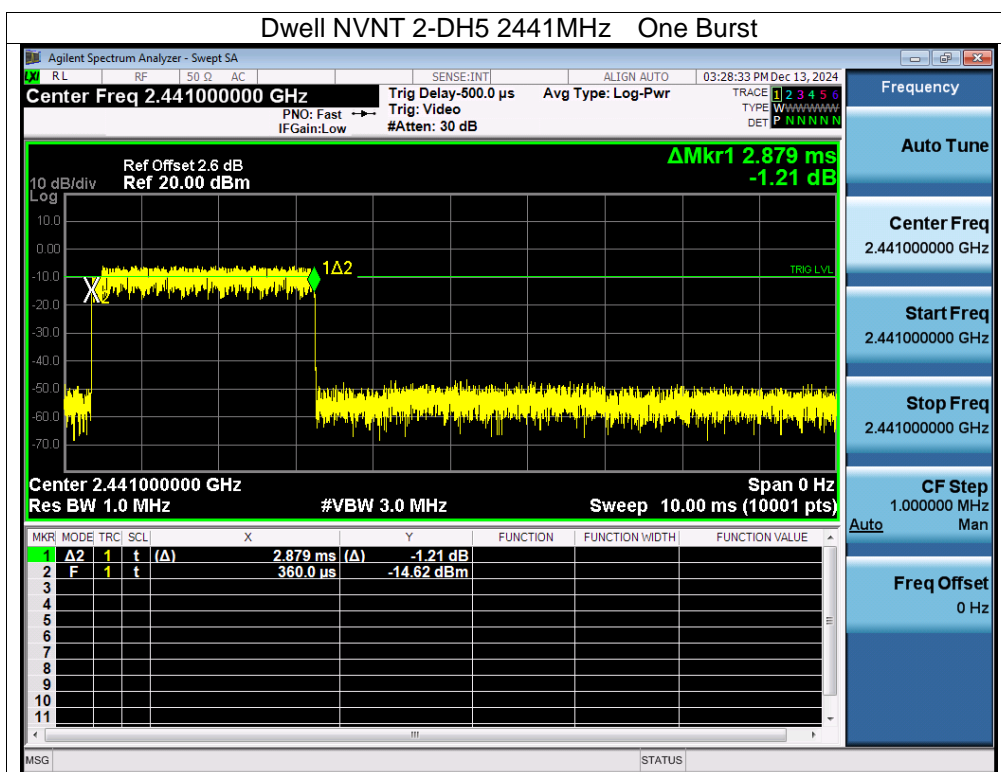 Dwell NVNT 2-DH5 2441MHz One Burst
Agilent Spectrum Analyzer - Swept SA
LXI RL RF 50 Ω AC SENSE:INT ALIGN AUTO 03:28:33 PM Dec 13, 2024
Center Freq 2.441000000 GHz Trig Delay-500.0 µs Avg Type: Log-Pwr TRACE 1 2 3 4 5 6
PNO: Fast Trig: Video TYPE WWWWWW
IFGain:Low #Atten: 30 dB DET P N N N N N
Frequency
Auto Tune
Center Freq
2.441000000 GHz
Start Freq
2.441000000 GHz
Stop Freq
2.441000000 GHz
CF Step
1.000000 MHz
Auto Man
Freq Offset
0 Hz
ΔMkr1 2.879 ms
-1.21 dB
Ref Offset 2.6 dB
10 dB/div Ref 20.00 dBm
Log
10.0
0.00
-10.0
-20.0
-30.0
-40.0
-50.0
-60.0
-70.0
1Δ2
TRIG LVL
2
Center 2.441000000 GHz Span 0 Hz
Res BW 1.0 MHz #VBW 3.0 MHz Sweep 10.00 ms (10001 pts)
MKR MODE TRC SCL X Y FUNCTION FUNCTION WIDTH FUNCTION VALUE
1 Δ2 1 t (Δ) 2.879 ms (Δ) -1.21 dB
2 F 1 t 360.0 µs -14.62 dBm
3
4
5
6
7
8
9
10
11
MSG STATUS